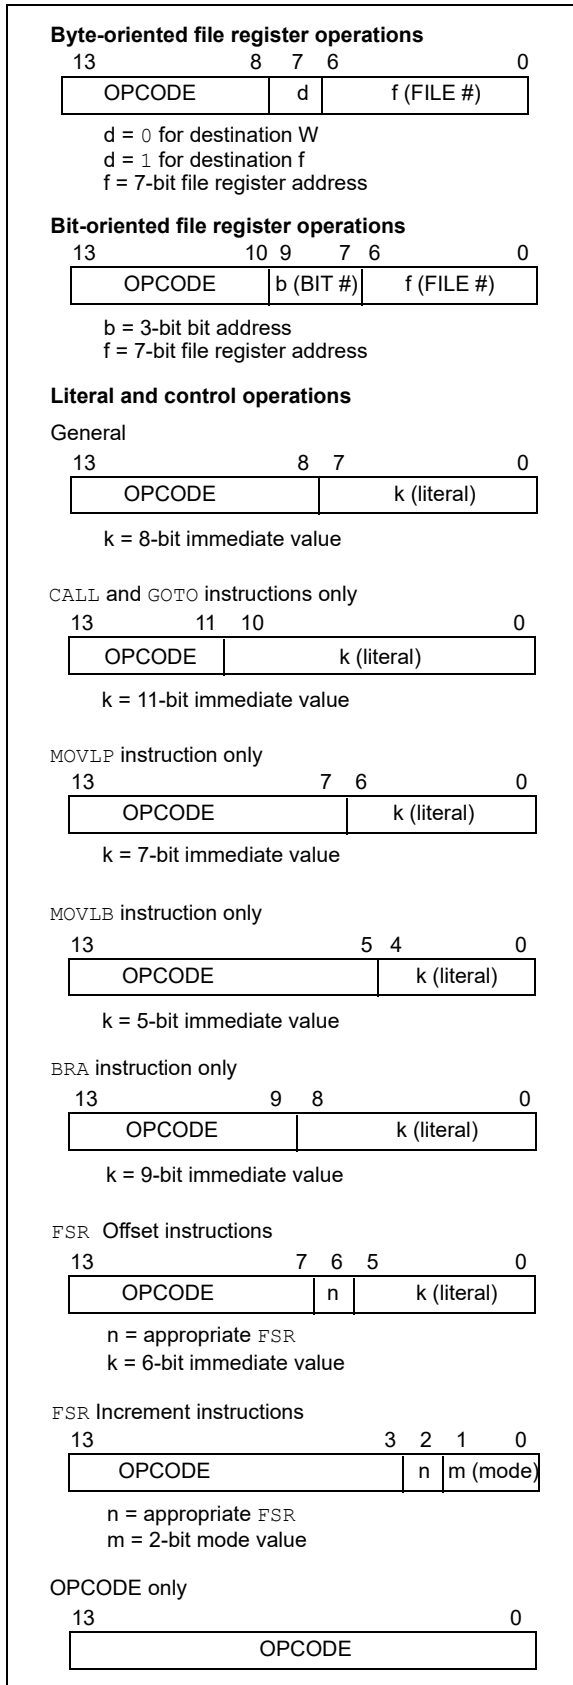 Byte-oriented file register operations
13 8 7 6 0
OPCODE d f (FILE #)
d = 0 for destination W
d = 1 for destination f
f = 7-bit file register address
Bit-oriented file register operations
13 10 9 7 6 0
OPCODE b (BIT #) f (FILE #)
b = 3-bit bit address
f = 7-bit file register address
Literal and control operations
General
13 8 7 0
OPCODE k (literal)
k = 8-bit immediate value
CALL and GOTO instructions only
13 11 10 0
OPCODE k (literal)
k = 11-bit immediate value
MOVLP instruction only
13 7 6 0
OPCODE k (literal)
k = 7-bit immediate value
MOVLB instruction only
13 5 4 0
OPCODE k (literal)
k = 5-bit immediate value
BRA instruction only
13 9 8 0
OPCODE k (literal)
k = 9-bit immediate value
FSR Offset instructions
13 7 6 5 0
OPCODE n k (literal)
n = appropriate FSR
k = 6-bit immediate value
FSR Increment instructions
13 3 2 1 0
OPCODE n m (mode)
n = appropriate FSR
m = 2-bit mode value
OPCODE only
13 0
OPCODE